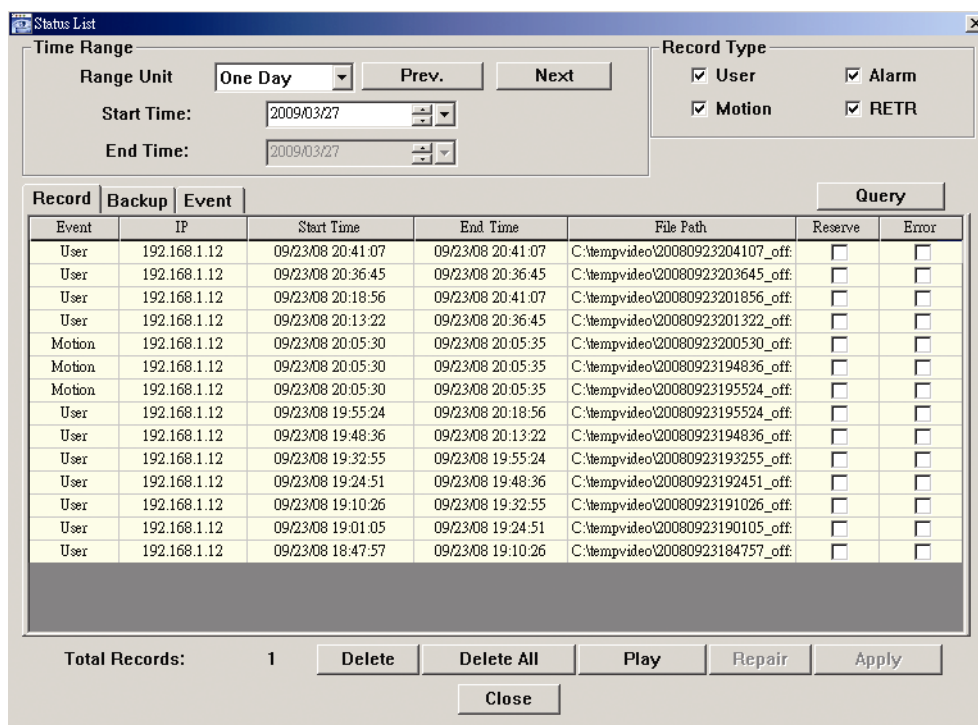 Status List
Time Range
Range Unit One Day Prev. Next
Start Time: 2009/03/27
End Time: 2009/03/27
Record Type
User Alarm
Motion RETR
Record Backup Event
Query
Event IP Start Time End Time File Path Reserve Error
User 192.168.1.12 09/23/08 20:41:07 09/23/08 20:41:07 C:\tempvideo\20080923204107_off:
User 192.168.1.12 09/23/08 20:36:45 09/23/08 20:36:45 C:\tempvideo\20080923203645_off:
User 192.168.1.12 09/23/08 20:18:56 09/23/08 20:41:07 C:\tempvideo\20080923201856_off:
User 192.168.1.12 09/23/08 20:13:22 09/23/08 20:36:45 C:\tempvideo\20080923201322_off:
Motion 192.168.1.12 09/23/08 20:05:30 09/23/08 20:05:35 C:\tempvideo\20080923200530_off:
Motion 192.168.1.12 09/23/08 20:05:30 09/23/08 20:05:35 C:\tempvideo\20080923194836_off:
Motion 192.168.1.12 09/23/08 20:05:30 09/23/08 20:05:35 C:\tempvideo\20080923195524_off:
User 192.168.1.12 09/23/08 19:55:24 09/23/08 20:18:56 C:\tempvideo\20080923195524_off:
User 192.168.1.12 09/23/08 19:48:36 09/23/08 20:13:22 C:\tempvideo\20080923194836_off:
User 192.168.1.12 09/23/08 19:32:55 09/23/08 19:55:24 C:\tempvideo\20080923193255_off:
User 192.168.1.12 09/23/08 19:24:51 09/23/08 19:48:36 C:\tempvideo\20080923192451_off:
User 192.168.1.12 09/23/08 19:10:26 09/23/08 19:32:55 C:\tempvideo\20080923191026_off:
User 192.168.1.12 09/23/08 19:01:05 09/23/08 19:24:51 C:\tempvideo\20080923190105_off:
User 192.168.1.12 09/23/08 18:47:57 09/23/08 19:10:26 C:\tempvideo\20080923184757_off:
Total Records: 1 Delete Delete All Play Repair Apply
Close